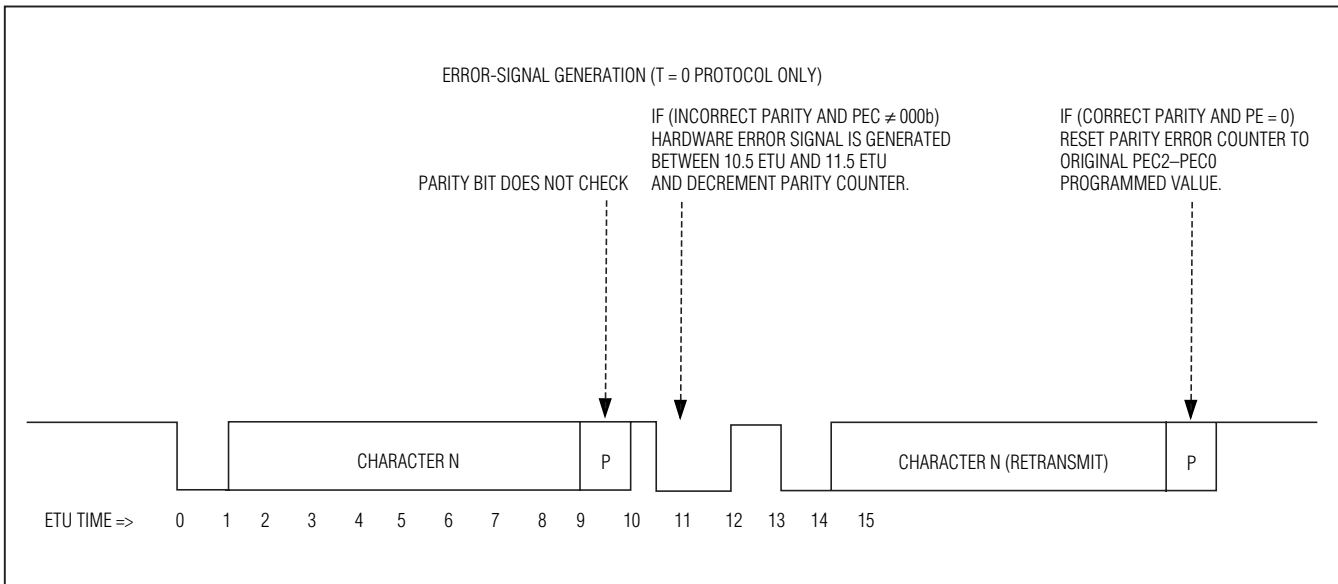 ERROR-SIGNAL GENERATION (T = 0 PROTOCOL ONLY)
PARITY BIT DOES NOT CHECK
IF (INCORRECT PARITY AND PEC ≠ 000b)
HARDWARE ERROR SIGNAL IS GENERATED
BETWEEN 10.5 ETU AND 11.5 ETU
AND DECREMENT PARITY COUNTER.
IF (CORRECT PARITY AND PE = 0)
RESET PARITY ERROR COUNTER TO
ORIGINAL PEC2–PEC0
PROGRAMMED VALUE.
CHARACTER N
P
CHARACTER N (RETRANSMIT)
P
ETU TIME => 0 1 2 3 4 5 6 7 8 9 10 11 12 13 14 15